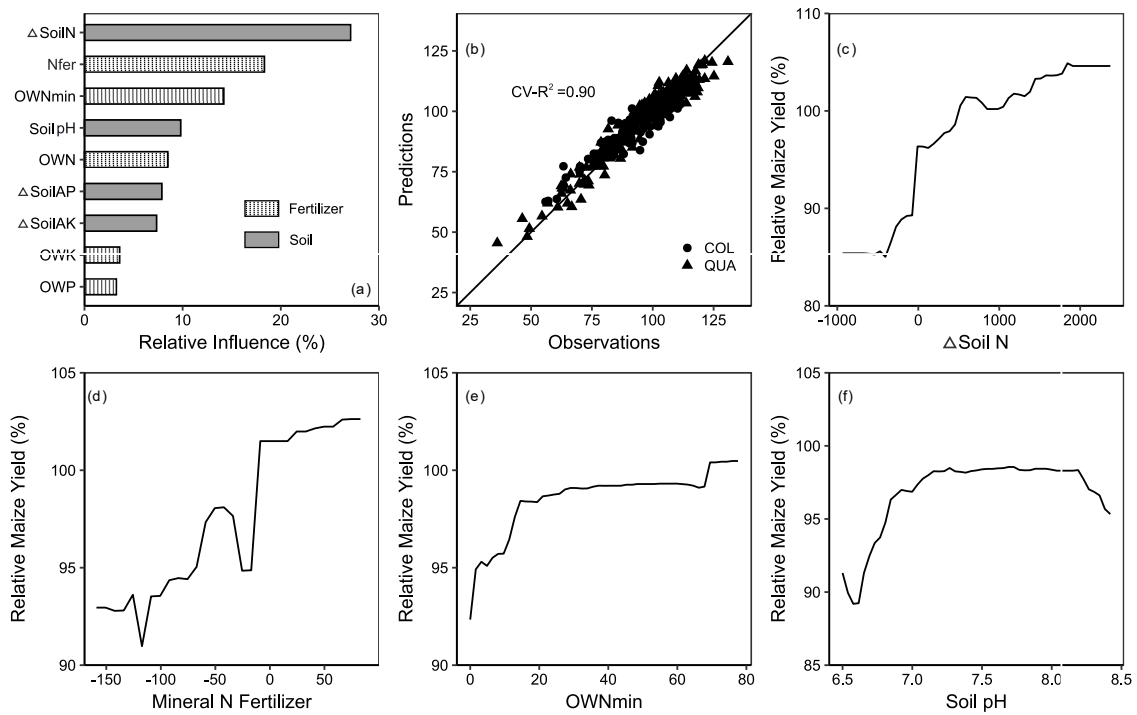 △SoilN
Nfer
OWNmin
Soil pH
OWN
△SoilAP
△SoilAK
OWK
OWP
Fertilizer
Soil
(a)
0
10
20
30
Relative Influence (%)
125
100
75
50
25
Predictions
(b)
CV-R² =0.90
COL
QUA
25
50
75
100
125
Observations
110
100
90
80
Relative Maize Yield (%)
(c)
-1000
0
1000
2000
△Soil N
105
100
95
90
Relative Maize Yield (%)
(d)
-150
-100
-50
0
50
Mineral N Fertilizer
105
100
95
90
Relative Maize Yield (%)
(e)
0
20
40
60
80
OWNmin
105
100
95
90
85
Relative Maize Yield (%)
(f)
6.5
7.0
7.5
8.0
8.5
Soil pH